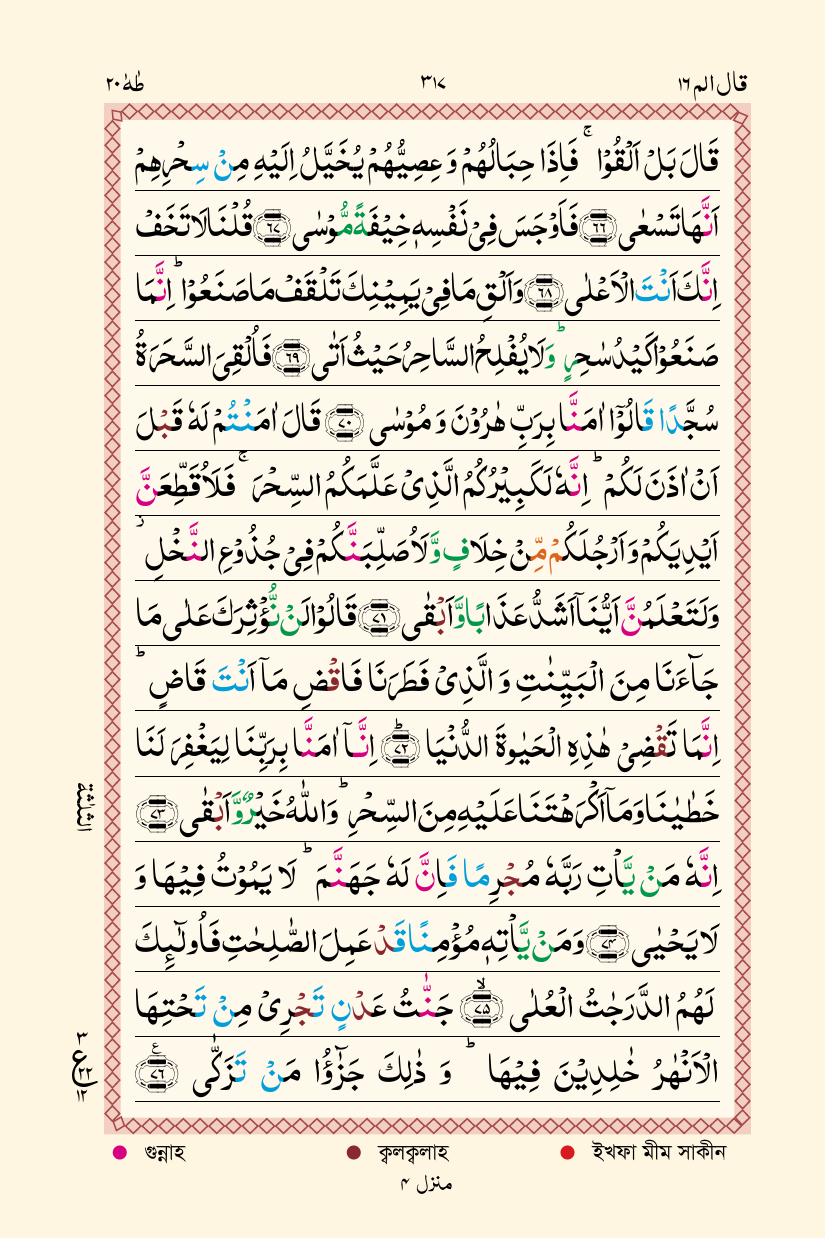 قال الم ١٦ ٣١٧ طٰهٰ ٢٠
قَالَ بَلْ اَلْقُوْا ۚ فَاِذَا حِبَالُهُمْ وَ عِصِيُّهُمْ يُخَيَّلُ اِلَيْهِ مِنْ سِحْرِهِمْ
اَنَّهَا تَسْعٰى ﴿٦٦﴾ فَاَوْجَسَ فِىْ نَفْسِهٖ خِيْفَةً مُّوْسٰى ﴿٦٧﴾ قُلْنَا لَا تَخَفْ
اِنَّكَ اَنْتَ الْاَعْلٰى ﴿٦٨﴾ وَاَلْقِ مَا فِىْ يَمِيْنِكَ تَلْقَفْ مَا صَنَعُوْا ؕ اِنَّمَا
صَنَعُوْا كَيْدُ سٰحِرٍ ؕ وَلَا يُفْلِحُ السَّاحِرُ حَيْثُ اَتٰى ﴿٦٩﴾ فَاُلْقِىَ السَّحَرَةُ
سُجَّدًا قَالُوْۤا اٰمَنَّا بِرَبِّ هٰرُوْنَ وَ مُوْسٰى ﴿٧٠﴾ قَالَ اٰمَنْتُمْ لَهٗ قَبْلَ
اَنْ اٰذَنَ لَكُمْ ؕ اِنَّهٗ لَكَبِيْرُكُمُ الَّذِىْ عَلَّمَكُمُ السِّحْرَ ۚ فَلَاُقَطِّعَنَّ
اَيْدِيَكُمْ وَ اَرْجُلَكُمْ مِّنْ خِلَافٍ وَّلَاُصَلِّبَنَّكُمْ فِىْ جُذُوْعِ النَّخْلِ ز
وَلَتَعْلَمُنَّ اَيُّنَاۤ اَشَدُّ عَذَابًا وَّ اَبْقٰى ﴿٧١﴾ قَالُوْا لَنْ نُّؤْثِرَكَ عَلٰى مَا
جَآءَنَا مِنَ الْبَيِّنٰتِ وَ الَّذِىْ فَطَرَنَا فَاقْضِ مَاۤ اَنْتَ قَاضٍ ؕ
اِنَّمَا تَقْضِىْ هٰذِهِ الْحَيٰوةَ الدُّنْيَا ؕ ﴿٧٢﴾ اِنَّـاۤ اٰمَنَّا بِرَبِّنَا لِيَغْفِرَ لَنَا
خَطٰيٰنَا وَمَاۤ اَكْرَهْتَنَا عَلَيْهِ مِنَ السِّحْرِ ؕ وَاللّٰهُ خَيْرٌ وَّ اَبْقٰى ﴿٧٣﴾
الثلثة
اِنَّهٗ مَنْ يَّاْتِ رَبَّهٗ مُجْرِمًا فَاِنَّ لَهٗ جَهَنَّمَ ؕ لَا يَمُوْتُ فِيْهَا وَ
لَا يَحْيٰى ﴿٧٤﴾ وَمَنْ يَّاْتِهٖ مُؤْمِنًا قَدْ عَمِلَ الصّٰلِحٰتِ فَاُولٰٓئِكَ
لَهُمُ الدَّرَجٰتُ الْعُلٰى ۙ ﴿٧٥﴾ جَنّٰتُ عَدْنٍ تَجْرِىْ مِنْ تَحْتِهَا
الْاَنْهٰرُ خٰلِدِيْنَ فِيْهَا ؕ وَ ذٰلِكَ جَزٰٓؤُا مَنْ تَزَكّٰى ﴿٧٦﴾ ع
٣
ع ٢٢
١٢
গুন্নাহ ক্বলক্বলাহ ইখফা মীম সাকীন
منزل ٤